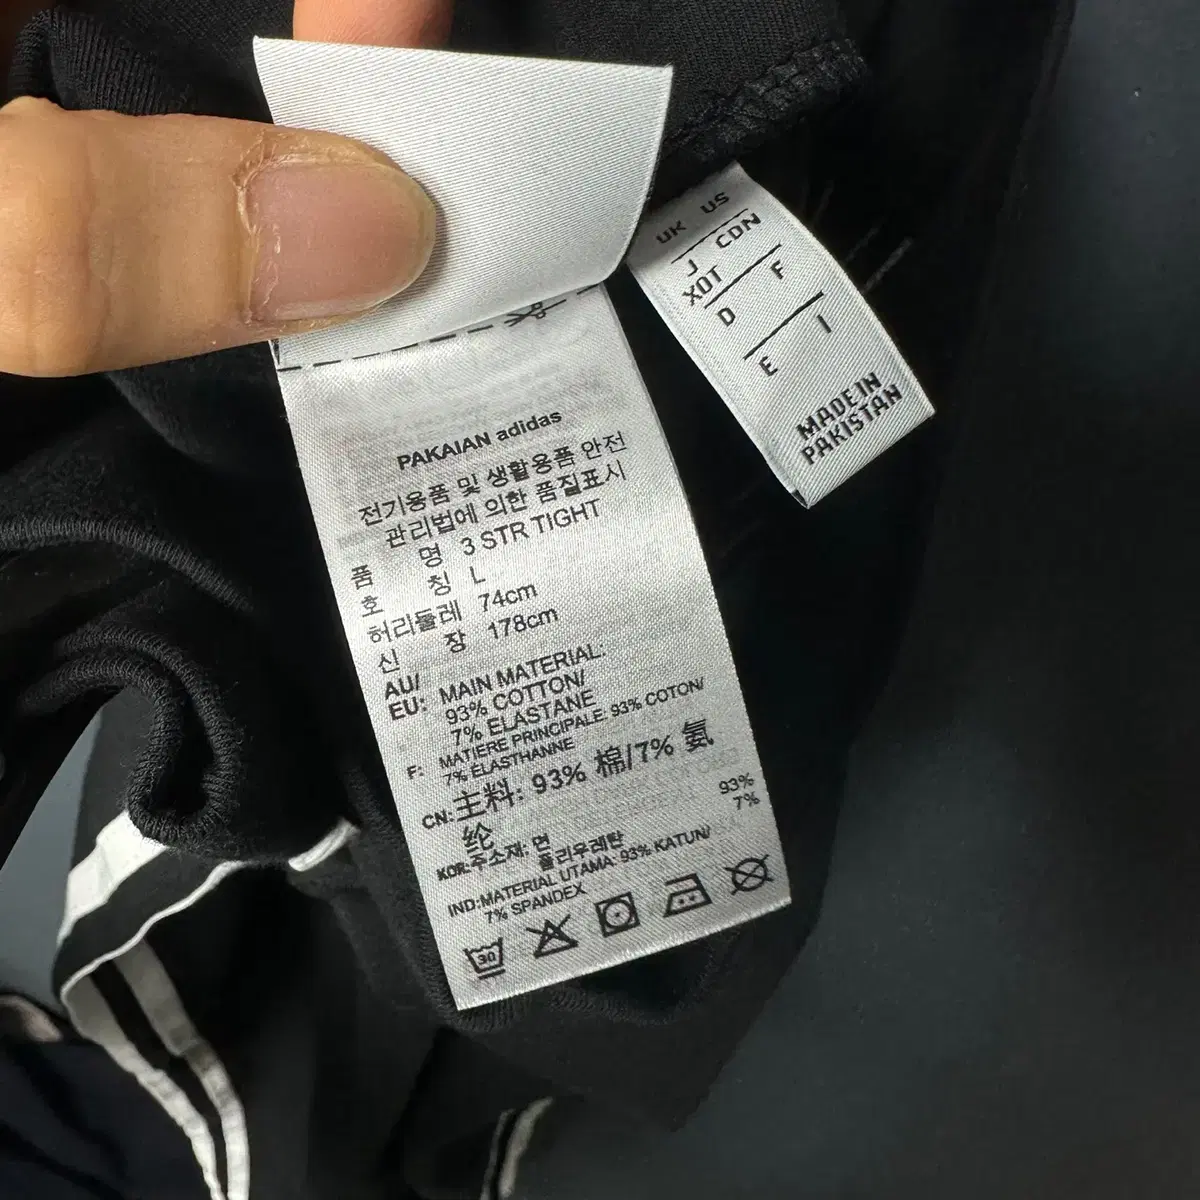 PAKAIAN adidas
전기용품 및 생활용품 안전
관리법에 의한 품질표시
품 명 3 STR TIGHT
호 칭 L
허리둘레 74cm
신 장 178cm
AU/
EU: MAIN MATERIAL.
93% COTTON/
7% ELASTANE
F: MATIERE PRINCIPALE: 93% COTON/
7% ELASTHANNE
CN: 主料: 93% 棉/7% 氨
纶
KOR:주소재: 면 93%
폴리우레탄 7%
IND:MATERIAL UTAMA: 93% KATUN/
7% SPANDEX
30
UK US
J CDN
XOT F
D I
E
MADE IN
PAKISTAN